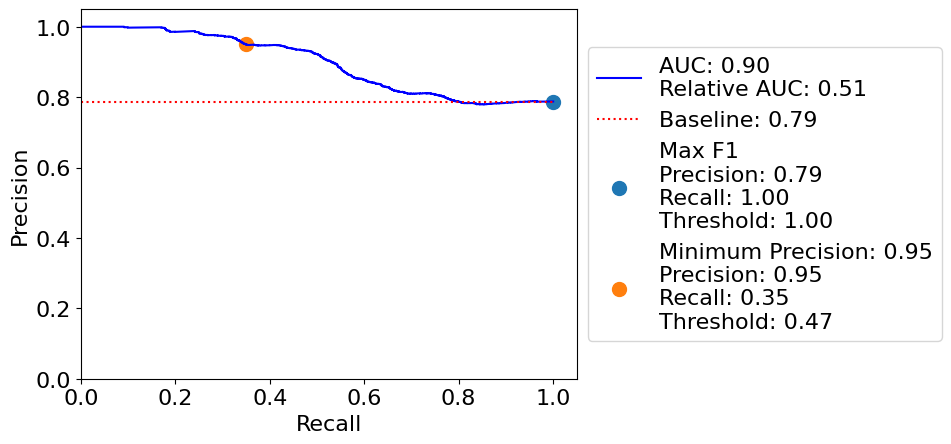 1.0
0.8
0.6
0.4
0.2
0.0
Precision
0.0 0.2 0.4 0.6 0.8 1.0
Recall
AUC: 0.90
Relative AUC: 0.51
Baseline: 0.79
Max F1
Precision: 0.79
Recall: 1.00
Threshold: 1.00
Minimum Precision: 0.95
Precision: 0.95
Recall: 0.35
Threshold: 0.47